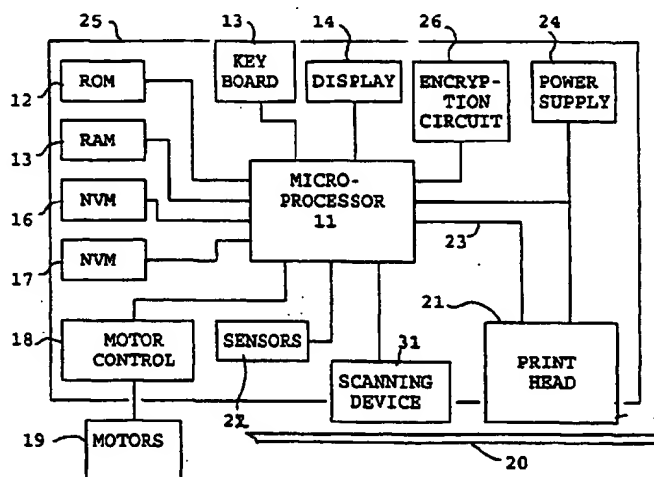 25
13
14
26
24
12
ROM
KEY
BOARD
DISPLAY
ENCRYP-
TION
CIRCUIT
POWER
SUPPLY
13
RAM
MICRO-
PROCESSOR
11
16
NVM
23
17
NVM
21
18
MOTOR
CONTROL
SENSORS
31
PRINT
HEAD
22
SCANNING
DEVICE
19
MOTORS
20